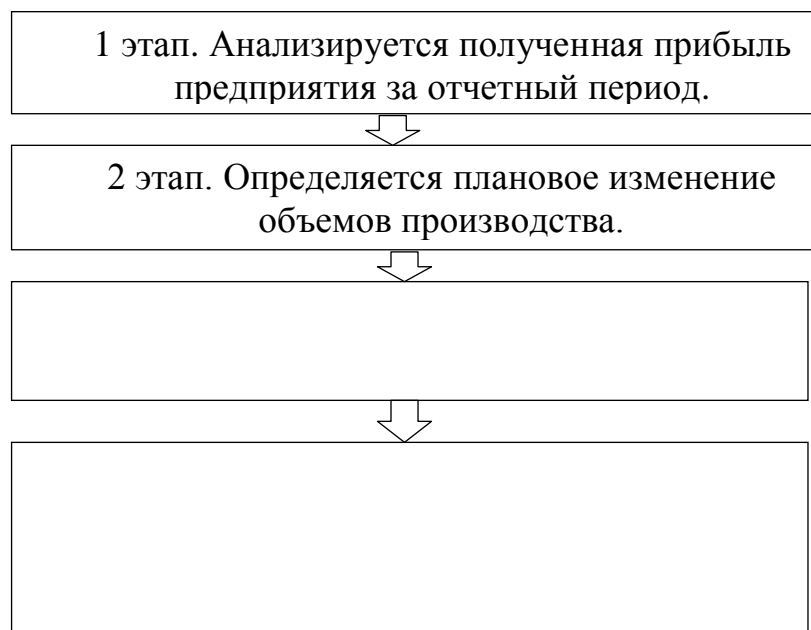 1 этап. Анализируется полученная прибыль
предприятия за отчетный период.
2 этап. Определяется плановое изменение
объемов производства.